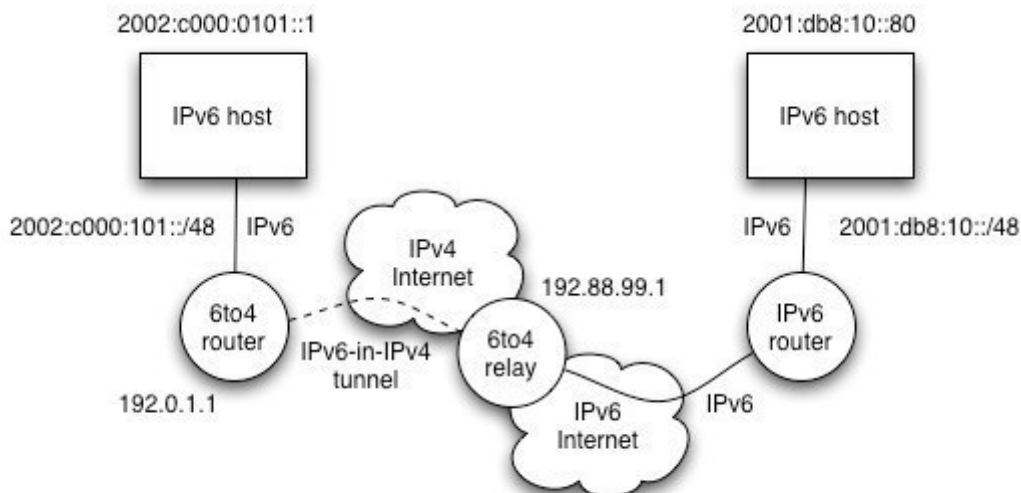 2002:c000:0101::1
2001:db8:10::80
IPv6 host
IPv6 host
2002:c000:101::/48
IPv6
IPv6
2001:db8:10::/48
IPv4
Internet
192.88.99.1
6to4
router
IPv6
router
IPv6-in-IPv4
tunnel
6to4
relay
192.0.1.1
IPv6
IPv6
Internet